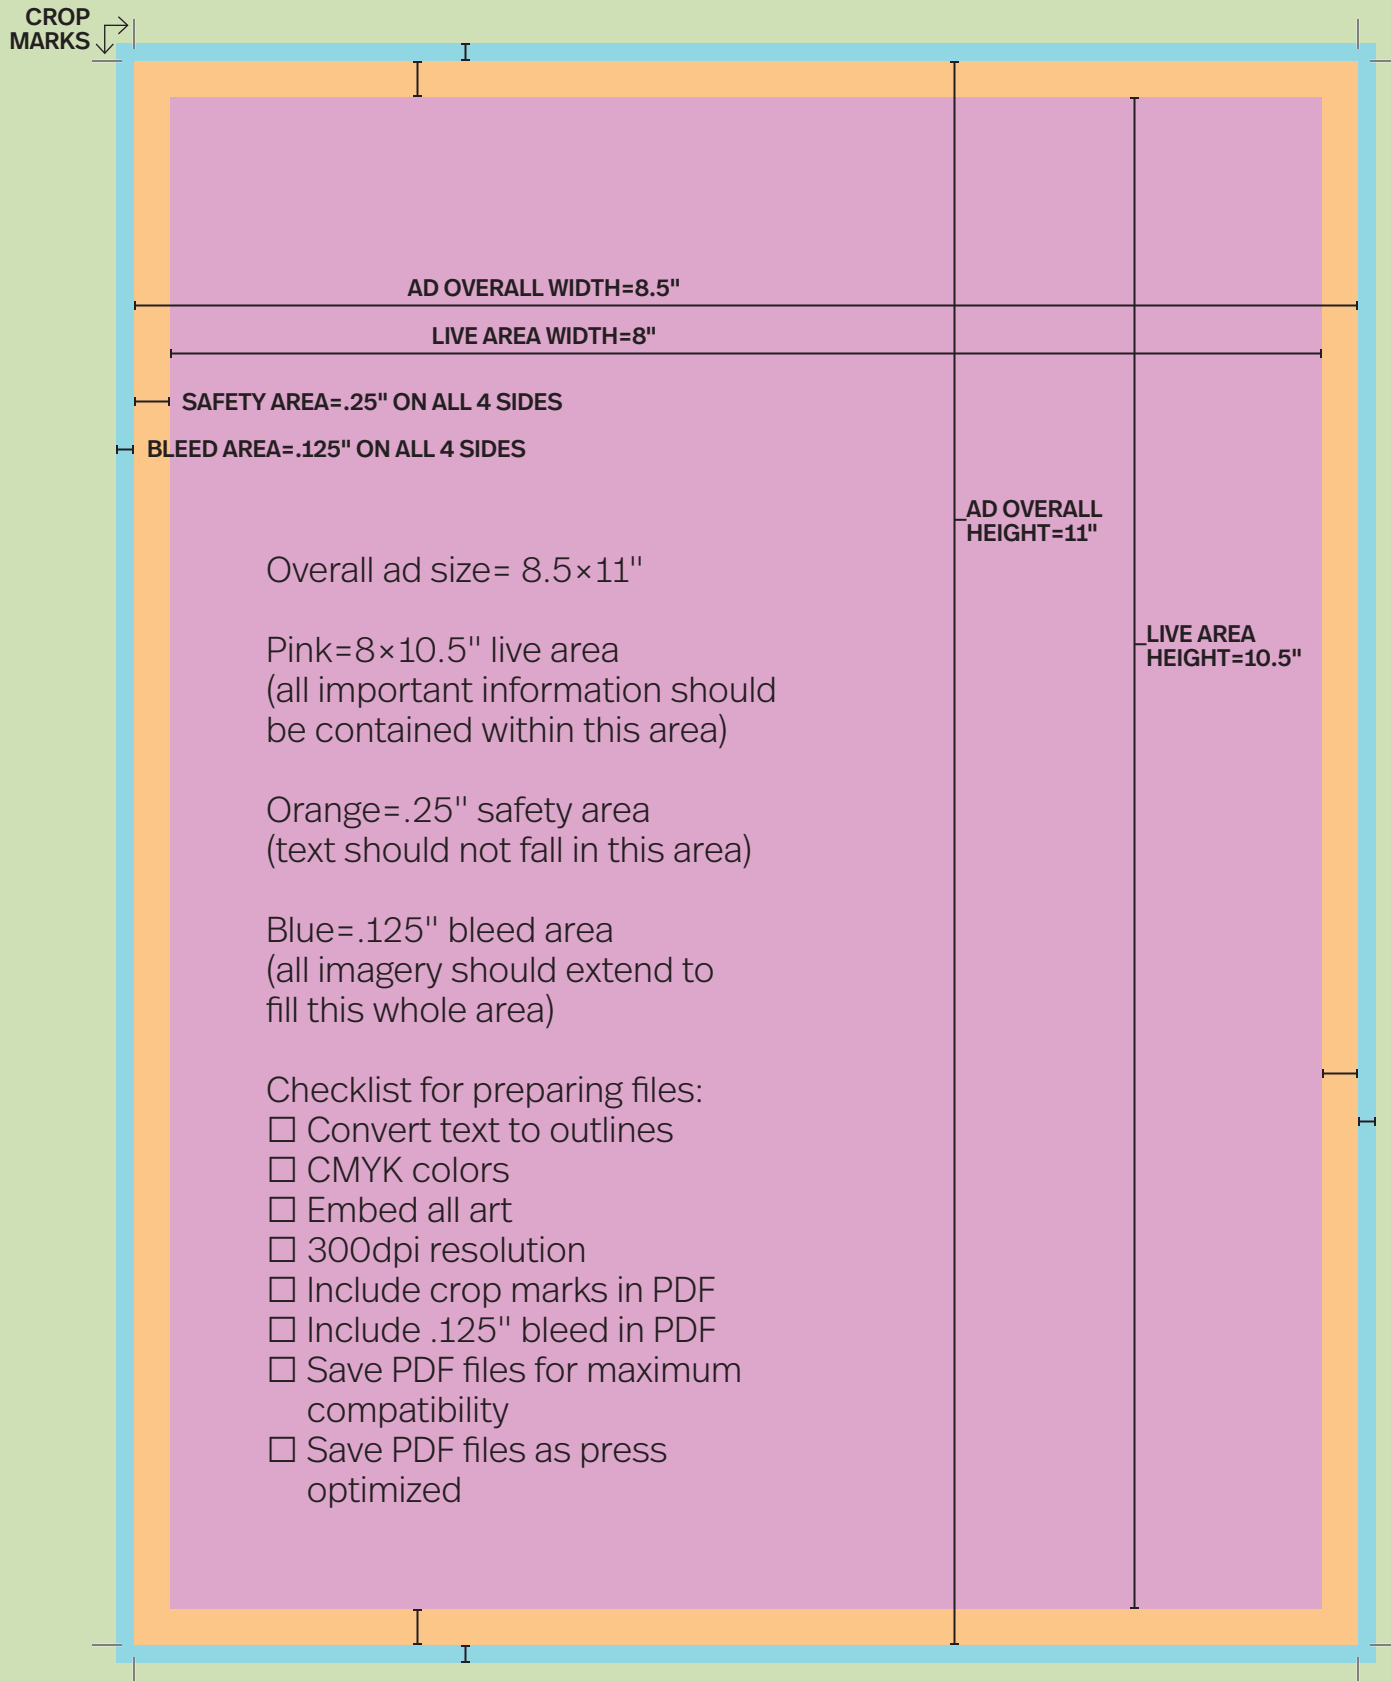 CROP
MARKS
AD OVERALL WIDTH=8.5"
LIVE AREA WIDTH=8"
SAFETY AREA=.25" ON ALL 4 SIDES
BLEED AREA=.125" ON ALL 4 SIDES
AD OVERALL
HEIGHT=11"
LIVE AREA
HEIGHT=10.5"
Overall ad size= 8.5×11"
Pink=8×10.5" live area
(all important information should
be contained within this area)
Orange=.25" safety area
(text should not fall in this area)
Blue=.125" bleed area
(all imagery should extend to
fill this whole area)
Checklist for preparing files:
☐ Convert text to outlines
☐ CMYK colors
☐ Embed all art
☐ 300dpi resolution
☐ Include crop marks in PDF
☐ Include .125" bleed in PDF
☐ Save PDF files for maximum
compatibility
☐ Save PDF files as press
optimized